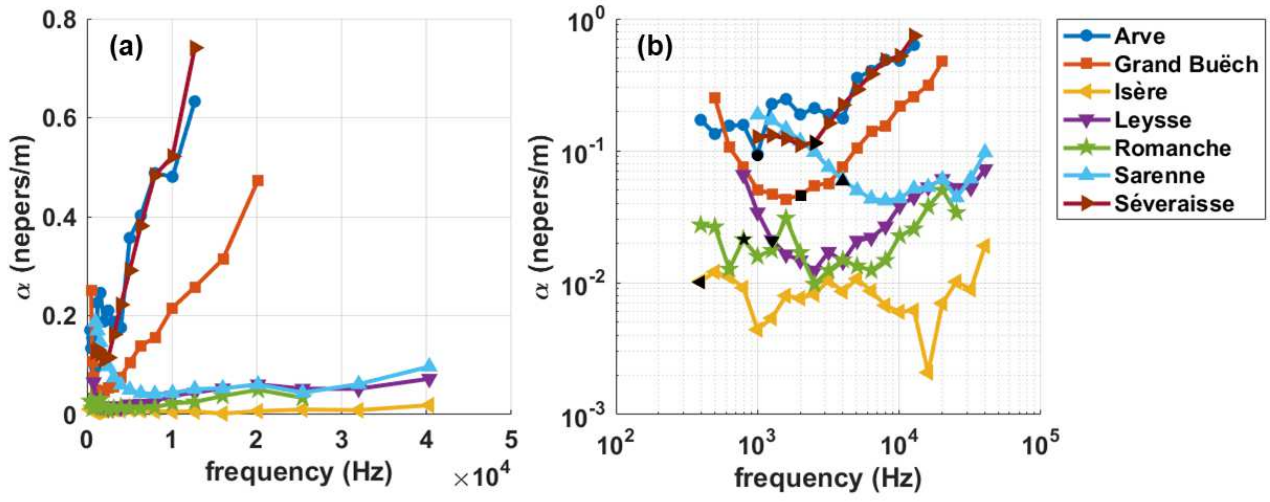 (a)
0.8
0.6
0.4
0.2
0
α (nepers/m)
0 1 2 3 4 5
frequency (Hz) ×10⁴
(b)
10⁰
10⁻¹
10⁻²
10⁻³
α (nepers/m)
10² 10³ 10⁴ 10⁵
frequency (Hz)
Arve
Grand Buëch
Isère
Leysse
Romanche
Sarenne
Séveraisse